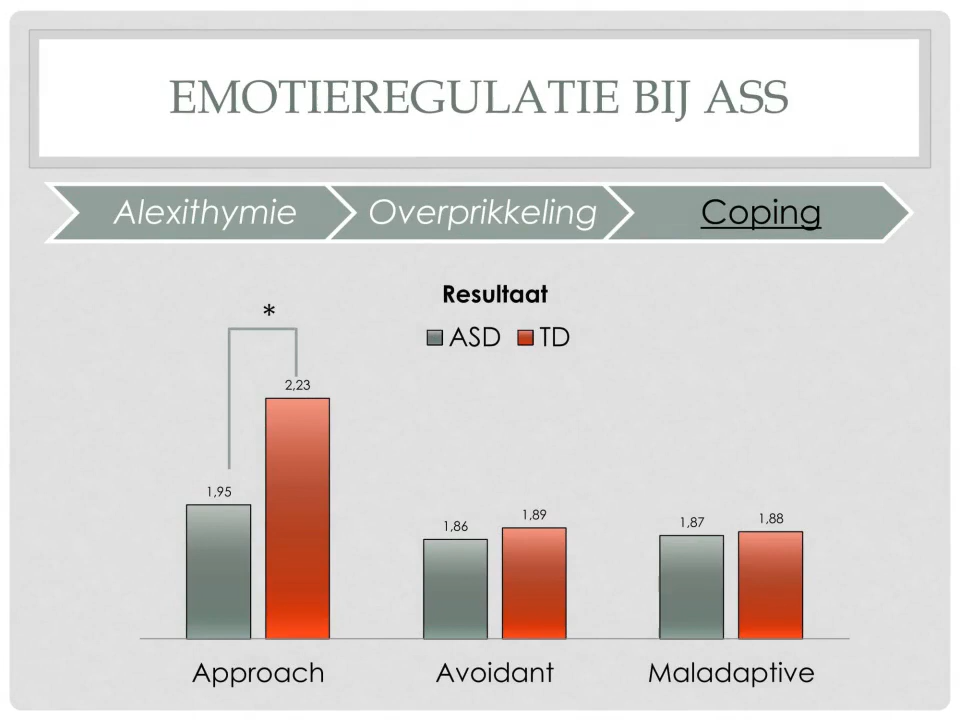 EMOTIEREGULATIE BIJ ASS
Alexithymie Overprikkeling Coping
Resultaat
ASD TD
*
2,23
1,95
1,86 1,89 1,87 1,88
Approach Avoidant Maladaptive